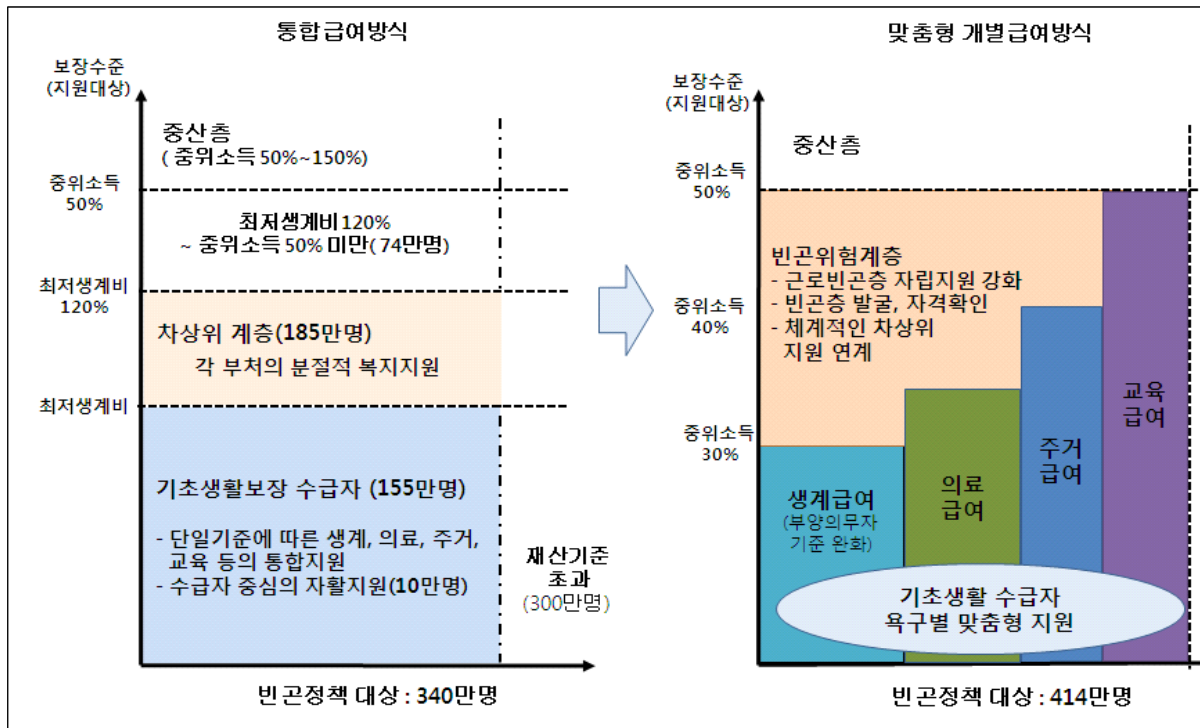 통합급여방식
보장수준
(지원대상)
중산층
( 중위소득 50%~150%)
중위소득
50%
최저생계비 120%
~ 중위소득 50% 미만( 74만명)
최저생계비
120%
차상위 계층(185만명)
각 부처의 분절적 복지지원
최저생계비
기초생활보장 수급자 (155만명)
- 단일기준에 따른 생계, 의료, 주거,
교육 등의 통합지원
- 수급자 중심의 자활지원(10만명)
재산기준
초과
(300만명)
빈곤정책 대상 : 340만명
맞춤형 개별급여방식
보장수준
(지원대상)
중산층
중위소득
50%
빈곤위험계층
- 근로빈곤층 자립지원 강화
- 빈곤층 발굴, 자격확인
- 체계적인 차상위
지원 연계
중위소득
40%
중위소득
30%
생계급여
(부양의무자
기준 완화)
의료
급여
주거
급여
교육
급여
기초생활 수급자
욕구별 맞춤형 지원
빈곤정책 대상 : 414만명